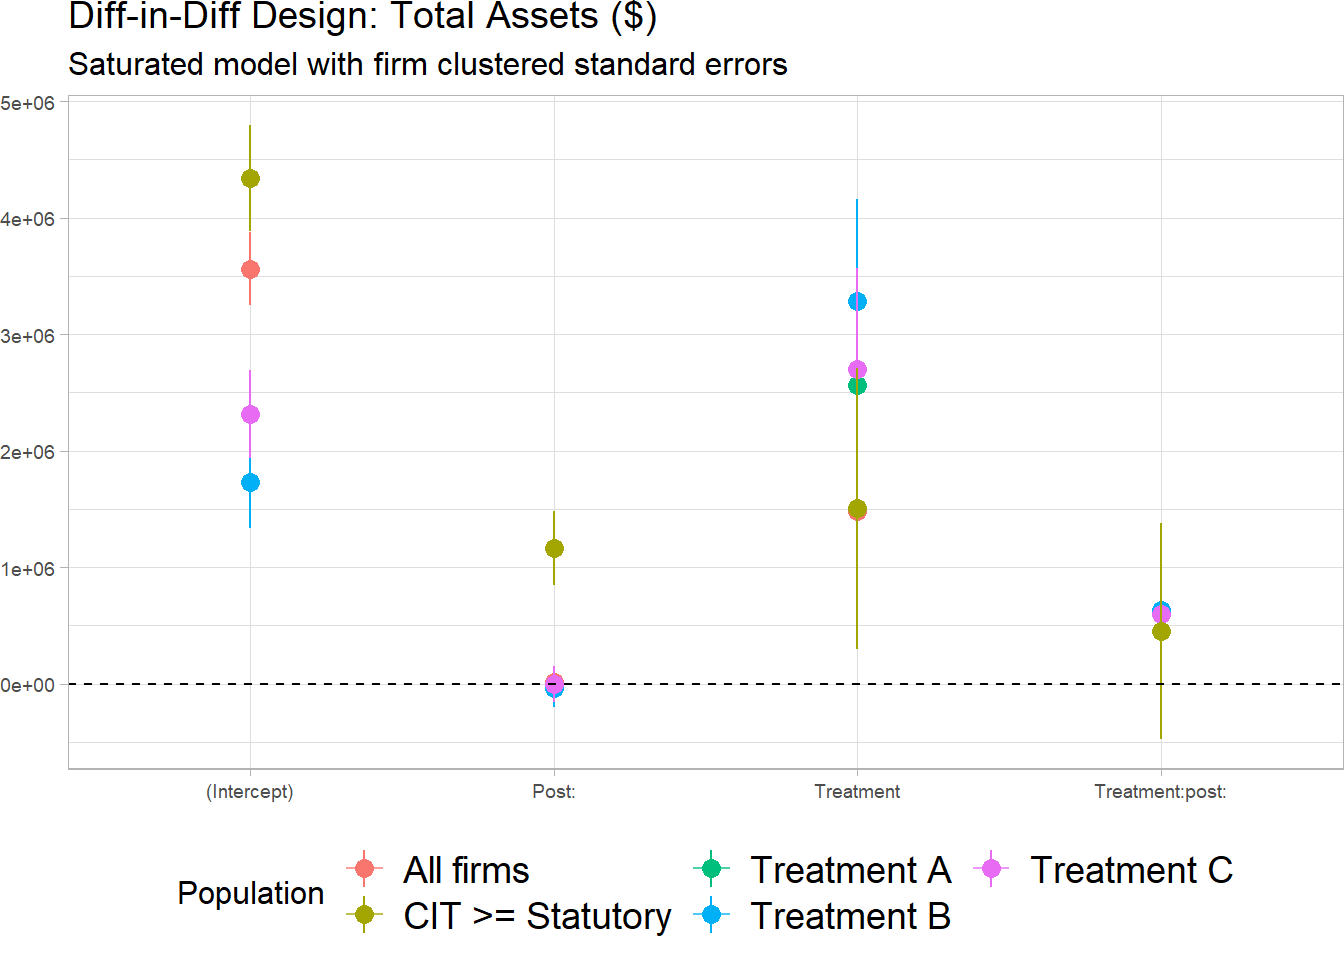 Diff-in-Diff Design: Total Assets ($)
Saturated model with firm clustered standard errors
5e+06
4e+06
3e+06
2e+06
1e+06
0e+00
(Intercept) Post: Treatment Treatment:post:
Population
All firms Treatment A Treatment C
CIT >= Statutory Treatment B